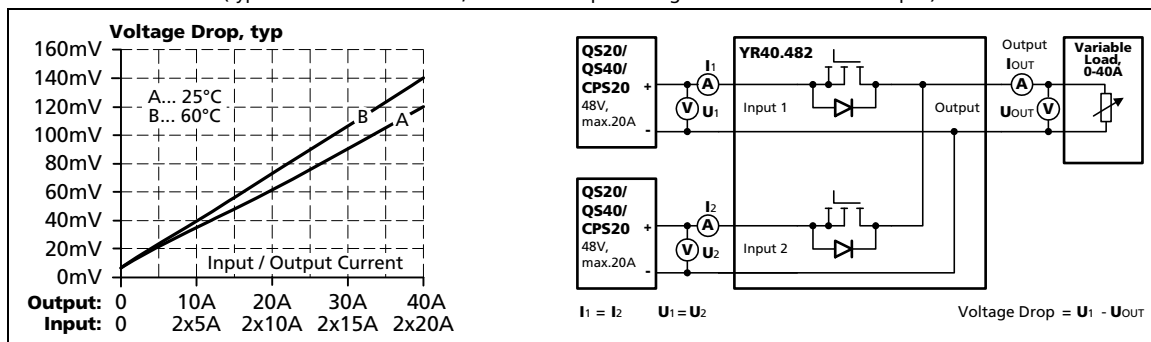 Voltage Drop, typ
160mV
140mV
120mV
100mV
80mV
60mV
40mV
20mV
0mV
A... 25°C
B... 60°C
B
A
Input / Output Current
Output: 0 10A 20A 30A 40A
Input: 0 2x5A 2x10A 2x15A 2x20A
QS20/
QS40/
CPS20
48V,
max.20A
+
-
I1
A
V
U1
YR40.482
Input 1
Output
Output
IOUT
A
UOUT
V
Variable
Load,
0-40A
QS20/
QS40/
CPS20
48V,
max.20A
+
-
I2
A
V
U2
Input 2
I1 = I2 U1 = U2
Voltage Drop = U1 - UOUT